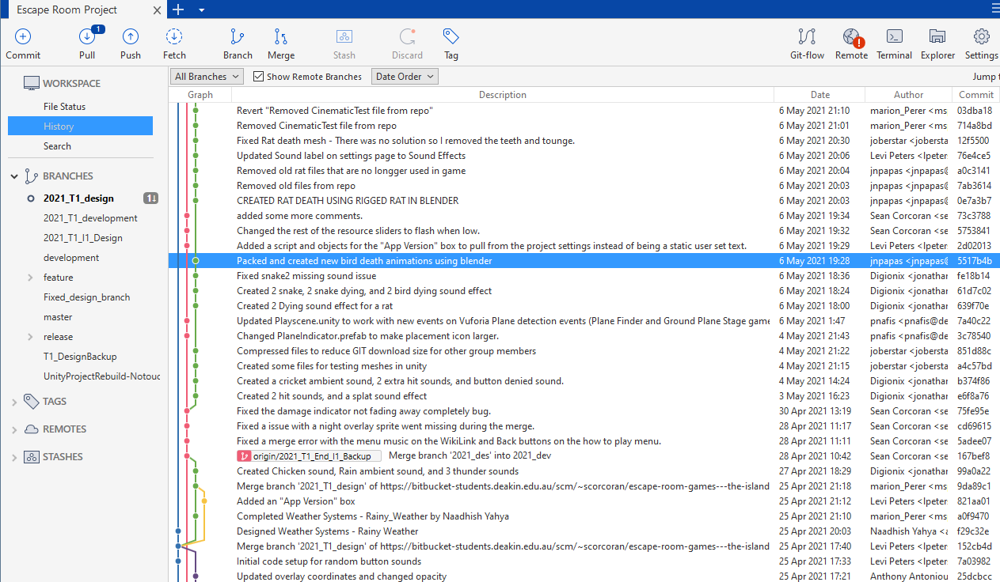 Escape Room Project
1
Commit Pull Push Fetch Branch Merge Stash Discard Tag Git-flow Remote Terminal Explorer Settings
All Branches Show Remote Branches Date Order Jump t
Graph Description Date Author Commit
WORKSPACE
File Status
History
Search
BRANCHES
2021_T1_design 1
2021_T1_development
2021_T1_I1_Design
development
feature
Fixed_design_branch
master
release
T1_DesignBackup
UnityProjectRebuild-Notouc
TAGS
REMOTES
STASHES
Revert "Removed CinematicTest file from repo" 6 May 2021 21:10 marion_Perer <ms 03dba18
Removed CinematicTest file from repo 6 May 2021 21:01 marion_Perer <ms 714a8bd
Fixed Rat death mesh - There was no solution so I removed the teeth and tounge. 6 May 2021 20:30 joberstar <jobersta 12f5500
Updated Sound label on settings page to Sound Effects 6 May 2021 20:06 Levi Peters <lpeter 76e4ce5
Removed old rat files that are no longger used in game 6 May 2021 20:04 jnpapas <jnpapas@ a0c3141
Removed old files from repo 6 May 2021 20:03 jnpapas <jnpapas@ 7ab3614
CREATED RAT DEATH USING RIGGED RAT IN BLENDER 6 May 2021 20:03 jnpapas <jnpapas@ 0e7a3b7
added some more comments. 6 May 2021 19:34 Sean Corcoran <se 73c3788
Changed the rest of the resource sliders to flash when low. 6 May 2021 19:32 Sean Corcoran <se 5753841
Added a script and objects for the "App Version" box to pull from the project settings instead of being a static user set text. 6 May 2021 19:29 Levi Peters <lpeter 2d02013
Packed and created new bird death animations using blender 6 May 2021 19:28 jnpapas <jnpapas@ 5517b4b
Fixed snake2 missing sound issue 6 May 2021 18:36 Digionix <jonathar fe18b14
Created 2 snake, 2 snake dying, and 2 bird dying sound effect 6 May 2021 18:24 Digionix <jonathar 61d7c02
Created 2 Dying sound effect for a rat 6 May 2021 18:00 Digionix <jonathar 639f70e
Updated Playscene.unity to work with new events on Vuforia Plane detection events (Plane Finder and Ground Plane Stage game 6 May 2021 1:47 pnafis <pnafis@de 7a40c22
Changed PlaneIndicator.prefab to make placement icon larger. 4 May 2021 21:43 pnafis <pnafis@de 3c78540
Compressed files to reduce GIT download size for other group members 4 May 2021 21:22 joberstar <jobersta 851d88c
Created some files for testing meshes in unity 4 May 2021 21:15 joberstar <jobersta a4c57bd
Created a cricket ambient sound, 2 extra hit sounds, and button denied sound. 4 May 2021 14:24 Digionix <jonathar b374f86
Created 2 hit sounds, and a splat sound effect 3 May 2021 16:23 Digionix <jonathar e6f8a76
Fixed the damage indicator not fading away completely bug. 30 Apr 2021 13:19 Sean Corcoran <se 75fe95e
Fixed a issue with a night overlay sprite went missing during the merge. 28 Apr 2021 11:17 Sean Corcoran <se cd69615
Fixed a merge error with the menu music on the WikiLink and Back buttons on the how to play menu. 28 Apr 2021 11:11 Sean Corcoran <se 5adee07
origin/2021_T1_End_I1_Backup Merge branch '2021_des' into 2021_dev 28 Apr 2021 10:42 Sean Corcoran <se 167bef8
Created Chicken sound, Rain ambient sound, and 3 thunder sounds 27 Apr 2021 18:29 Digionix <jonathar 99a0a22
Merge branch '2021_T1_design' of https://bitbucket-students.deakin.edu.au/scm/~scorcoran/escape-room-games---the-island 25 Apr 2021 21:18 marion_Perer <ms 9da89c1
Added an "App Version" box 25 Apr 2021 21:12 Levi Peters <lpeter 821aa01
Completed Weather Systems - Rainy_Weather by Naadhish Yahya 25 Apr 2021 21:10 marion_Perer <ms a0f9470
Designed Weather Systems - Rainy Weather 25 Apr 2021 20:03 Naadhish Yahya <a f29c32e
Merge branch '2021_T1_design' of https://bitbucket-students.deakin.edu.au/scm/~scorcoran/escape-room-games---the-island 25 Apr 2021 17:40 Levi Peters <lpeter 152cb4d
Initial code setup for random button sounds 25 Apr 2021 17:33 Levi Peters <lpeter 7a03982
Updated overlay coordinates and changed opacity 25 Apr 2021 17:21 Anthony Antoniou 25dcbcc